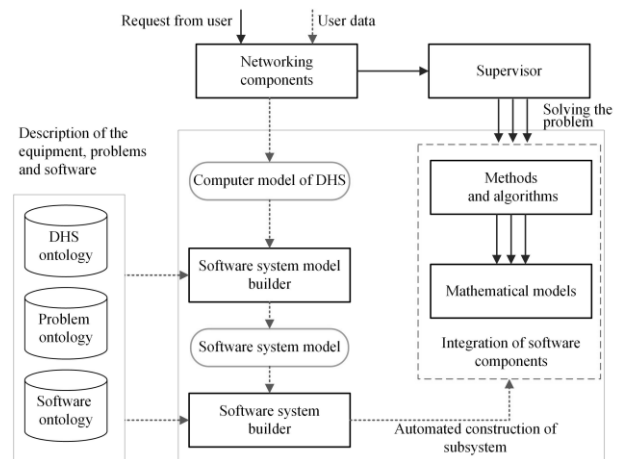 Request from user
User data
Networking
components
Supervisor
Solving the
problem
Description of the
equipment, problems
and software
Computer model of DHS
Methods
and algorithms
DHS
ontology
Software system model
builder
Mathematical models
Problem
ontology
Software system model
Integration of software
components
Software
ontology
Software system
builder
Automated construction of
subsystem